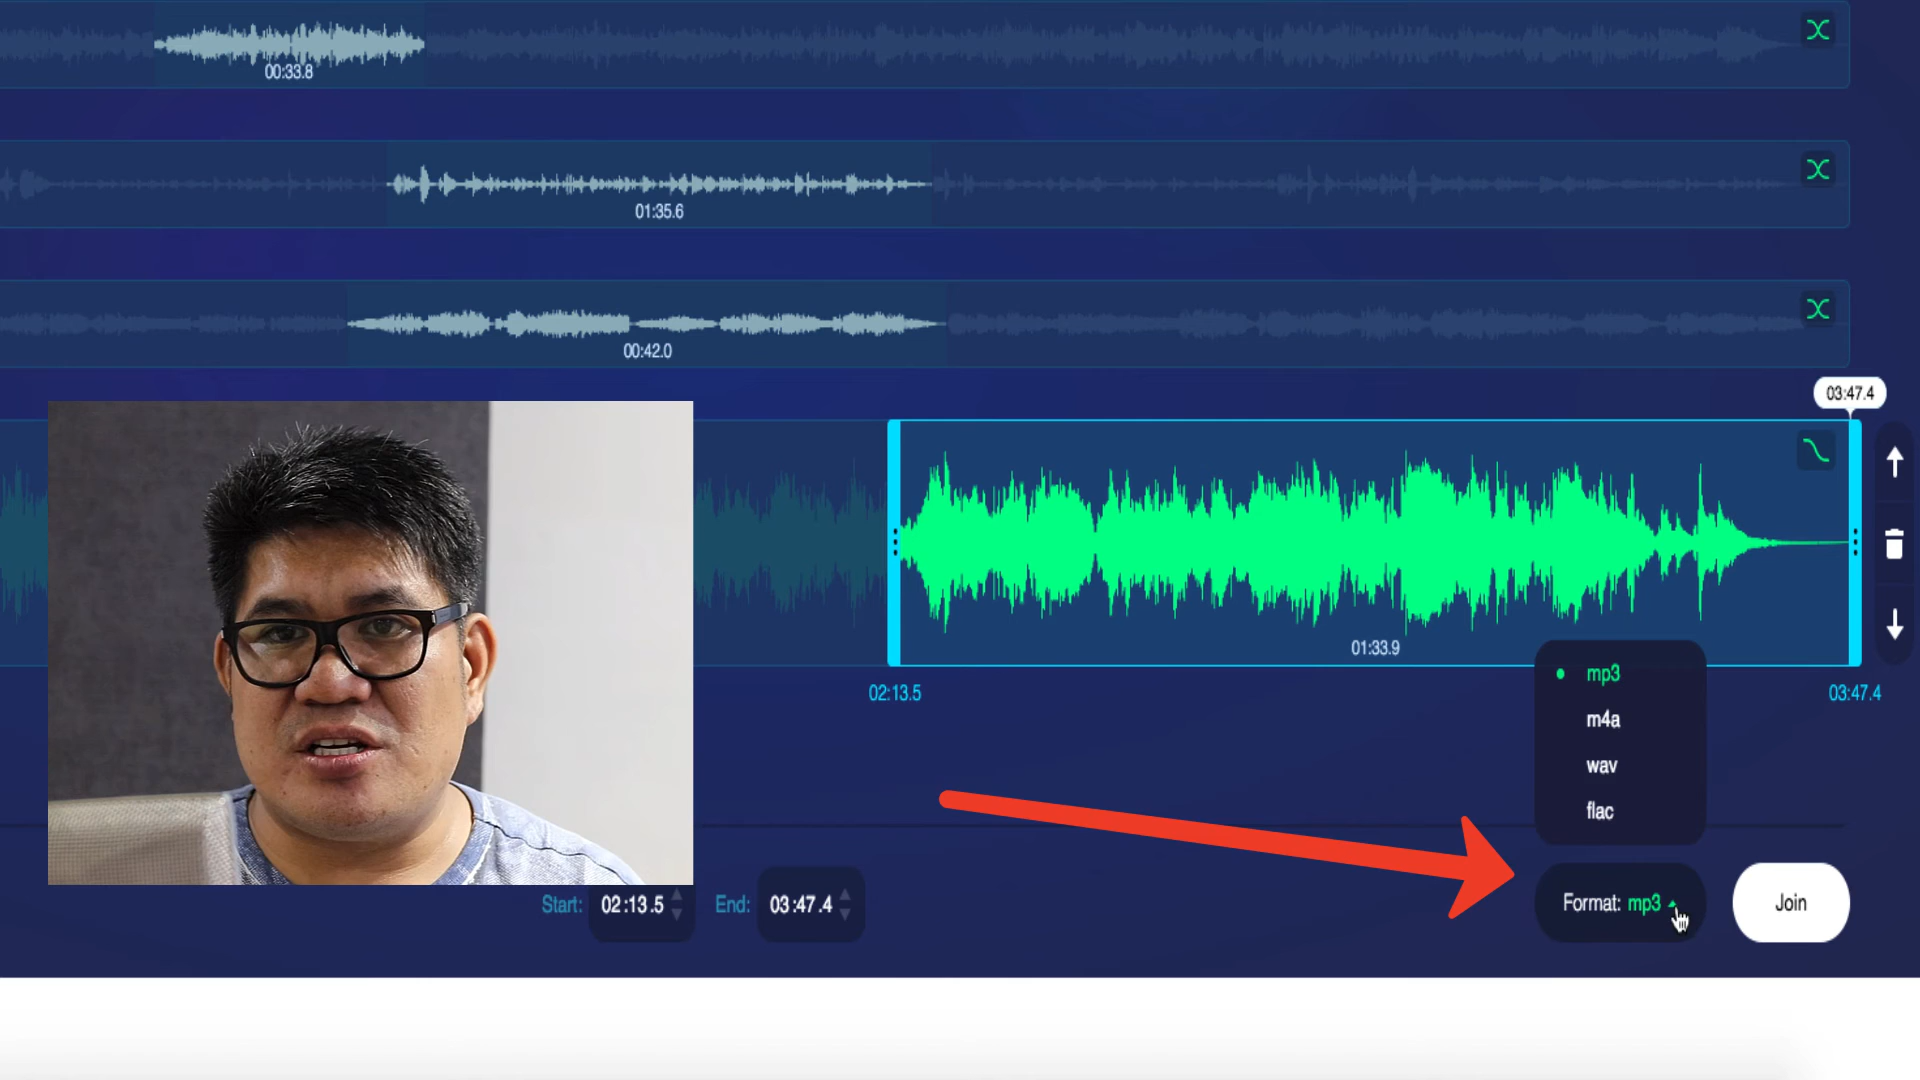 00:33.8
01:35.6
00:42.0
03:47.4
01:33.9
02:13.5
03:47.4
mp3
m4a
wav
flac
Start: 02:13.5 End: 03:47.4
Format: mp3
Join